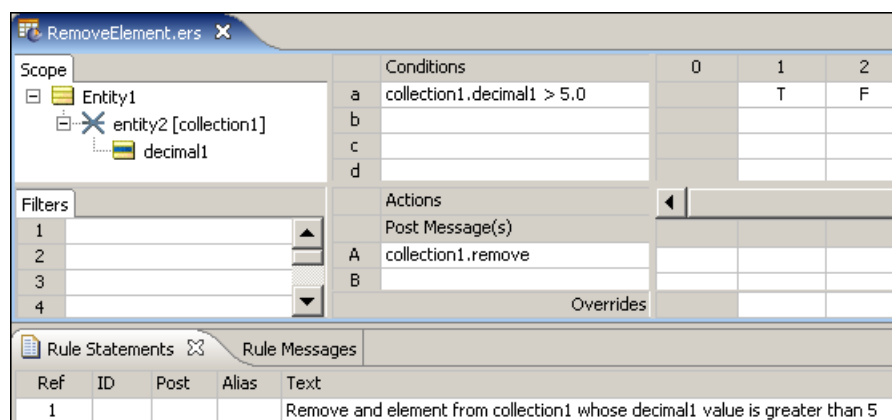 RemoveElement.ers
Scope
Entity1
entity2 [collection1]
decimal1
Conditions 0 1 2
a collection1.decimal1 > 5.0 T F
b
c
d
Filters
1
2
3
4
Actions
Post Message(s)
A collection1.remove
B
Overrides
Rule Statements Rule Messages
Ref ID Post Alias Text
1 Remove and element from collection1 whose decimal1 value is greater than 5